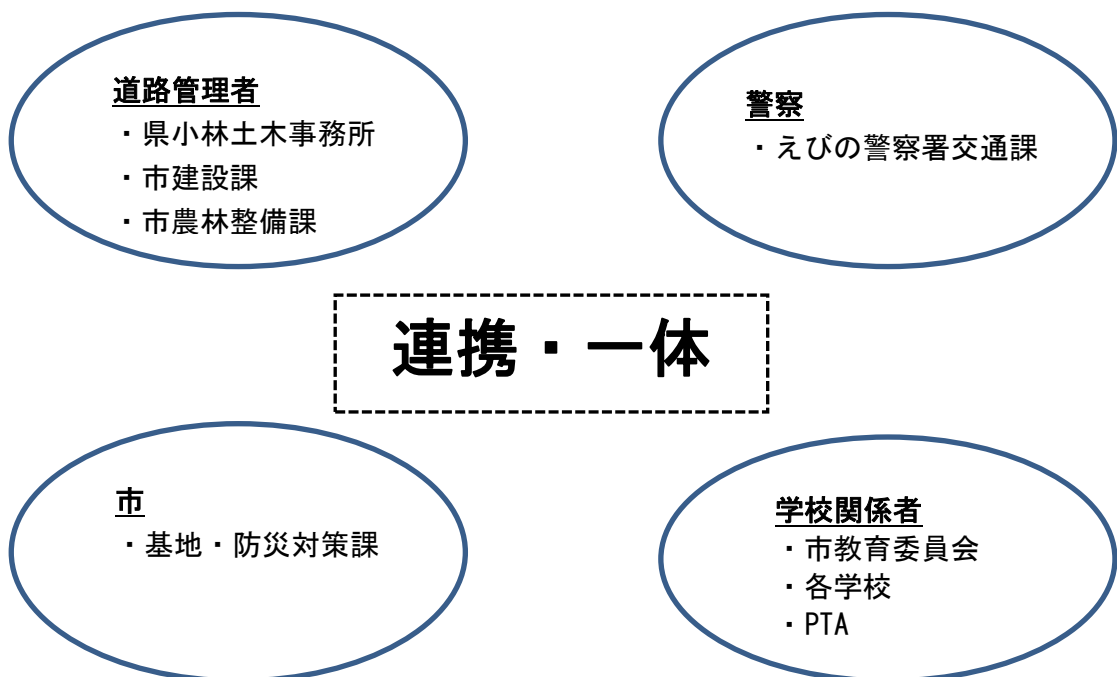 道路管理者
・県小林土木事務所
・市建設課
・市農林整備課
警察
・えびの警察署交通課
連携・一体
市
・基地・防災対策課
学校関係者
・市教育委員会
・各学校
・PTA